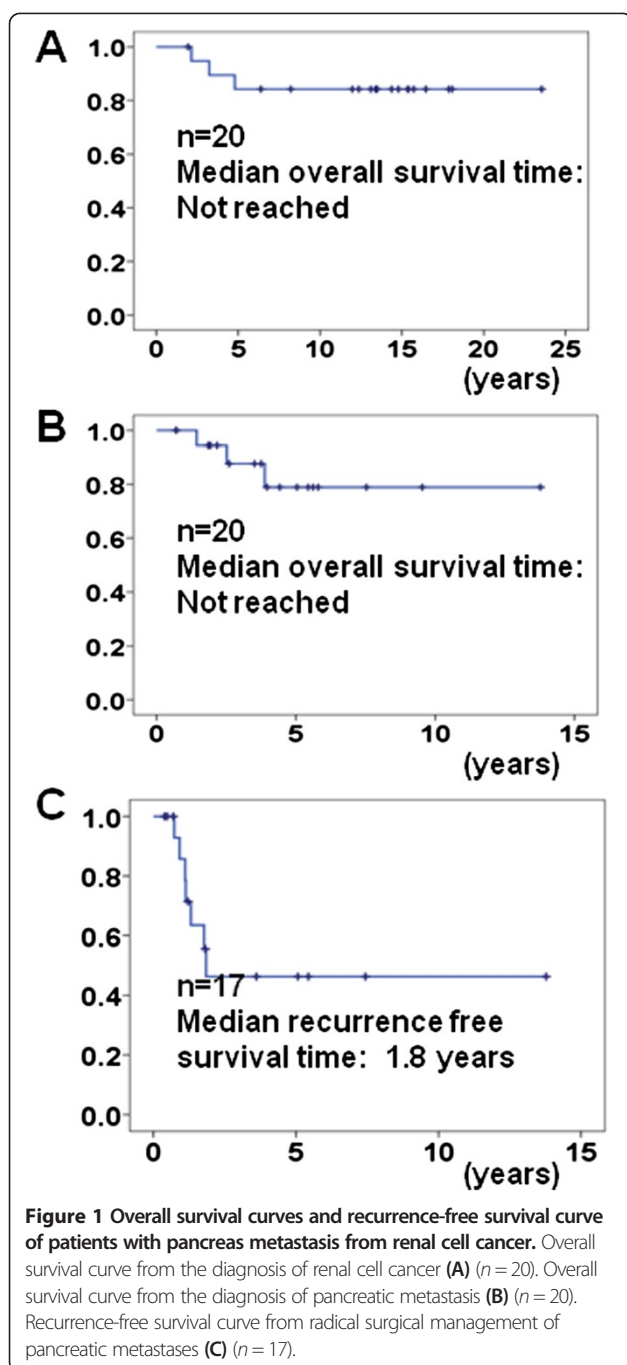 A
1.0
0.8
0.6
0.4
0.2
0.0
n=20
Median overall survival time:
Not reached
0 5 10 15 20 25
(years)
B
1.0
0.8
0.6
0.4
0.2
0.0
n=20
Median overall survival time:
Not reached
0 5 10 15
(years)
C
1.0
0.8
0.6
0.4
0.2
0.0
n=17
Median recurrence free
survival time: 1.8 years
0 5 10 15
(years)
Figure 1 Overall survival curves and recurrence-free survival curve
of patients with pancreas metastasis from renal cell cancer. Overall
survival curve from the diagnosis of renal cell cancer (A) (n = 20). Overall
survival curve from the diagnosis of pancreatic metastasis (B) (n = 20).
Recurrence-free survival curve from radical surgical management of
pancreatic metastases (C) (n = 17).